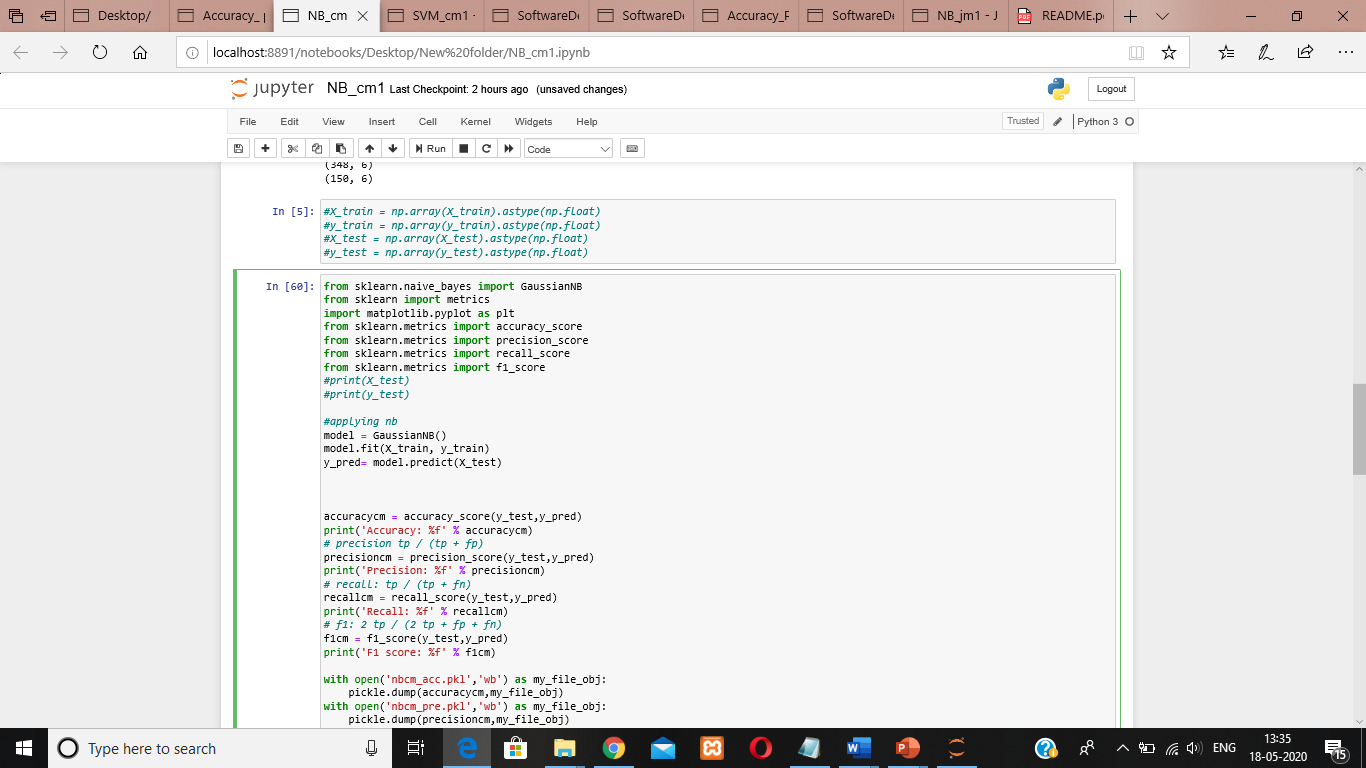 Desktop/
Accuracy_
NB_cm
SVM_cm1 -
SoftwareDe
SoftwareDe
Accuracy_P
SoftwareDe
NB_jm1 - J
README.p
localhost:8891/notebooks/Desktop/New%20folder/NB_cm1.ipynb
jupyter NB_cm1 Last Checkpoint: 2 hours ago (unsaved changes)
Logout
File Edit View Insert Cell Kernel Widgets Help
Trusted
Python 3
Run
Code
(348, 6)
(150, 6)
In [5]:
#X_train = np.array(X_train).astype(np.float)
#y_train = np.array(y_train).astype(np.float)
#X_test = np.array(X_test).astype(np.float)
#y_test = np.array(y_test).astype(np.float)
In [60]:
from sklearn.naive_bayes import GaussianNB
from sklearn import metrics
import matplotlib.pyplot as plt
from sklearn.metrics import accuracy_score
from sklearn.metrics import precision_score
from sklearn.metrics import recall_score
from sklearn.metrics import f1_score
#print(X_test)
#print(y_test)
#applying nb
model = GaussianNB()
model.fit(X_train, y_train)
y_pred= model.predict(X_test)
accuracycm = accuracy_score(y_test,y_pred)
print('Accuracy: %f' % accuracycm)
# precision tp / (tp + fp)
precisioncm = precision_score(y_test,y_pred)
print('Precision: %f' % precisioncm)
# recall: tp / (tp + fn)
recallcm = recall_score(y_test,y_pred)
print('Recall: %f' % recallcm)
# f1: 2 tp / (2 tp + fp + fn)
f1cm = f1_score(y_test,y_pred)
print('F1 score: %f' % f1cm)
with open('nbcm_acc.pkl','wb') as my_file_obj:
    pickle.dump(accuracycm,my_file_obj)
with open('nbcm_pre.pkl','wb') as my_file_obj:
    pickle.dump(precisioncm,my_file_obj)
Type here to search
ENG
13:35
18-05-2020
15